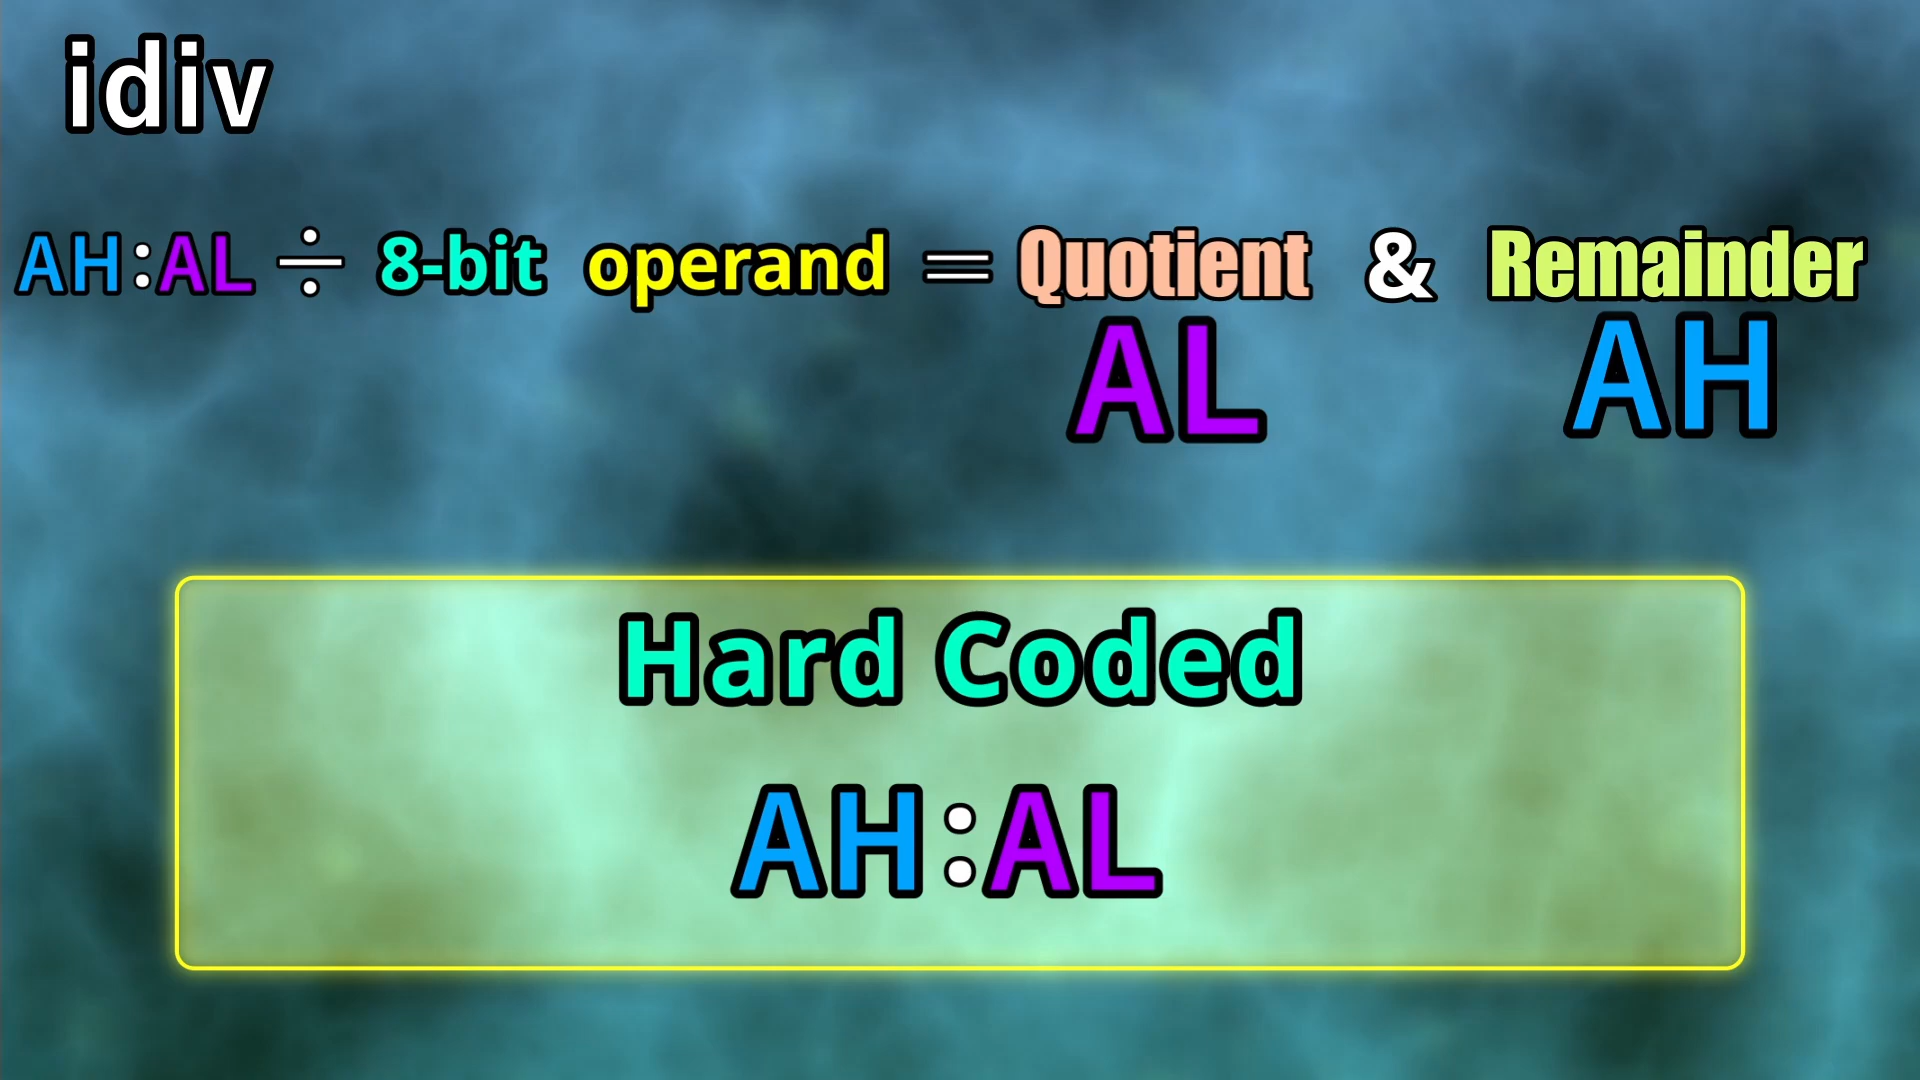 idiv
AH:AL ÷ 8-bit operand = Quotient & Remainder
AL AH
Hard Coded
AH:AL